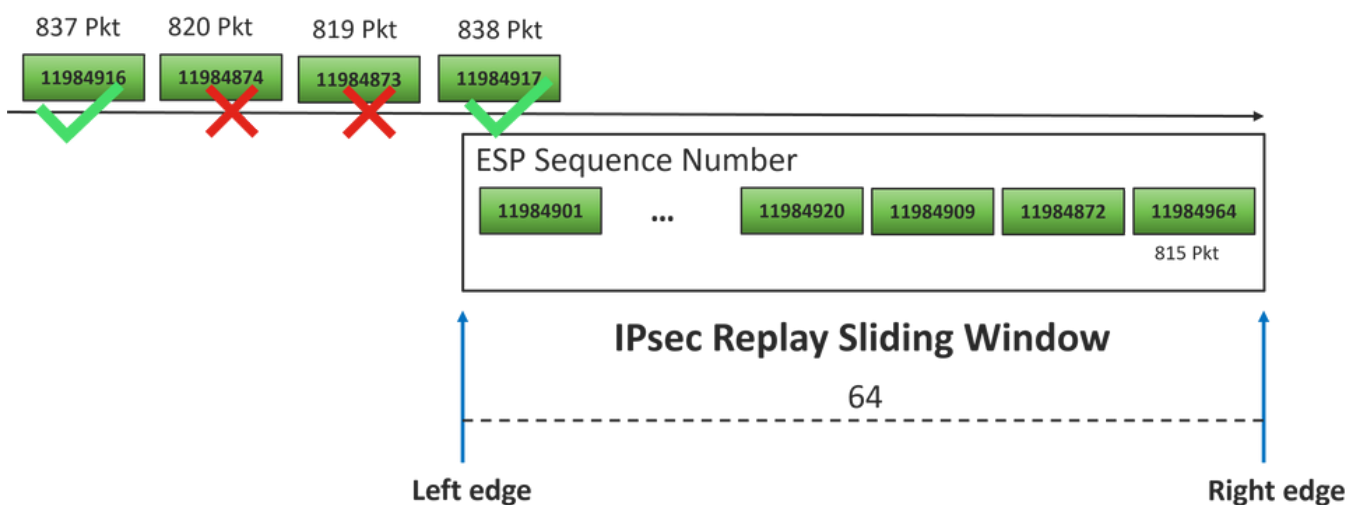 837 Pkt 820 Pkt 819 Pkt 838 Pkt
11984916 11984874 11984873 11984917
ESP Sequence Number
11984901 ... 11984920 11984909 11984872 11984964
815 Pkt
IPsec Replay Sliding Window
64
Left edge Right edge